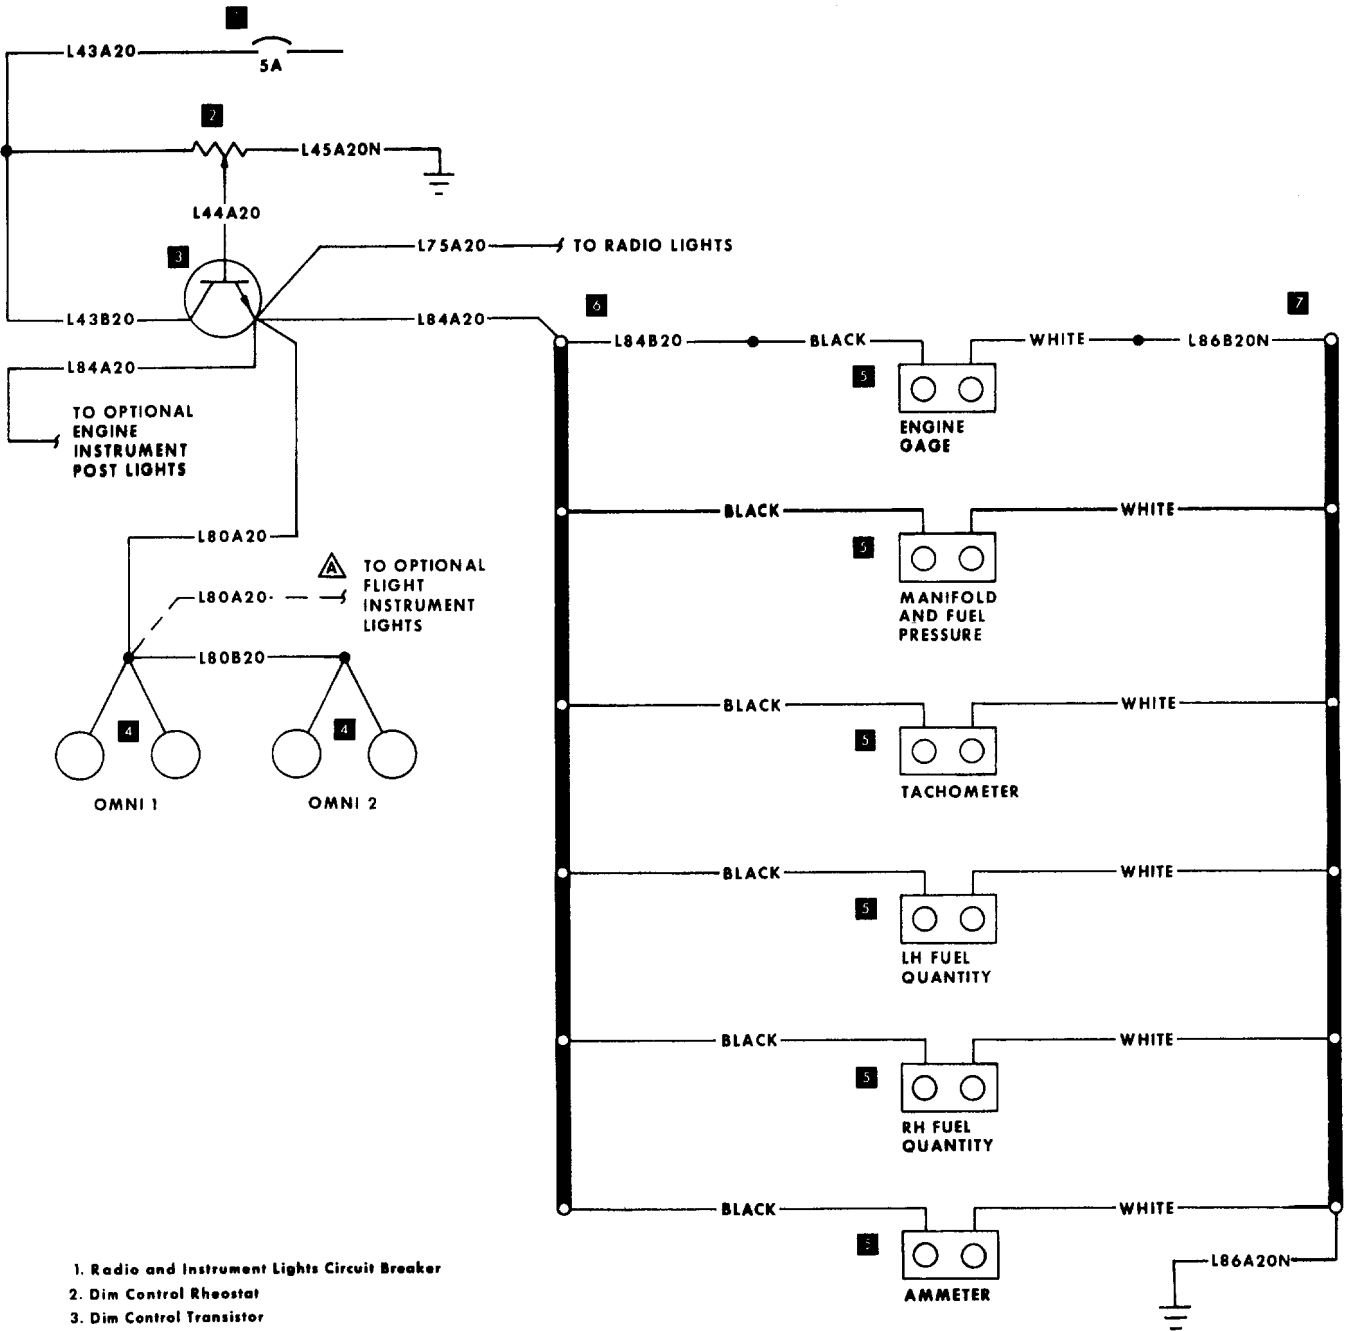 L43A20
5A
2
L45A20N
L44A20
3
L75A20
TO RADIO LIGHTS
L43B20
L84A20
6
7
L84B20
BLACK
WHITE
L86B20N
L84A20
5
TO OPTIONAL
ENGINE
INSTRUMENT
POST LIGHTS
ENGINE
GAGE
BLACK
WHITE
L80A20
5
A
TO OPTIONAL
FLIGHT
INSTRUMENT
LIGHTS
L80A20
MANIFOLD
AND FUEL
PRESSURE
L80B20
BLACK
WHITE
4
4
5
OMNI 1
OMNI 2
TACHOMETER
BLACK
WHITE
5
LH FUEL
QUANTITY
BLACK
WHITE
5
RH FUEL
QUANTITY
BLACK
WHITE
5
L86A20N
AMMETER
1. Radio and Instrument Lights Circuit Breaker
2. Dim Control Rheostat
3. Dim Control Transistor